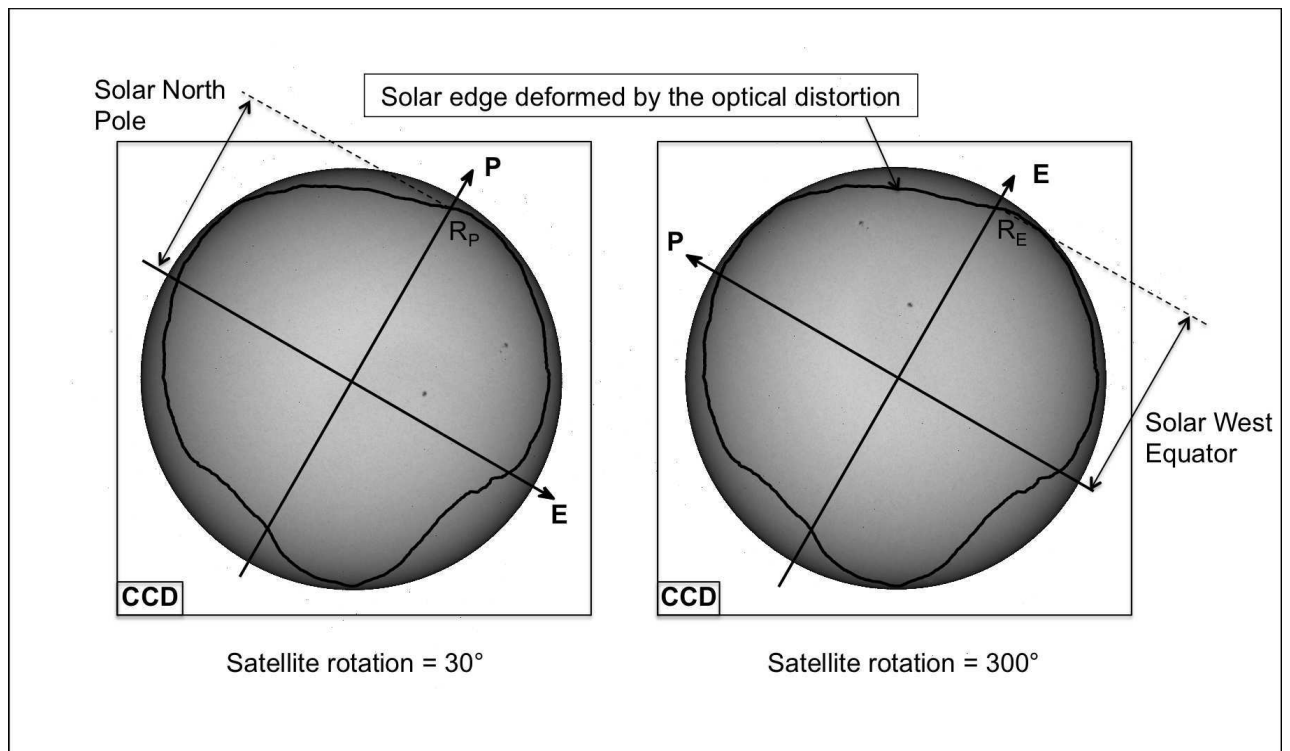 Solar North
Pole
Solar edge deformed by the optical distortion
P
R_P
E
CCD
Satellite rotation = 30°
E
R_E
P
Solar West
Equator
CCD
Satellite rotation = 300°